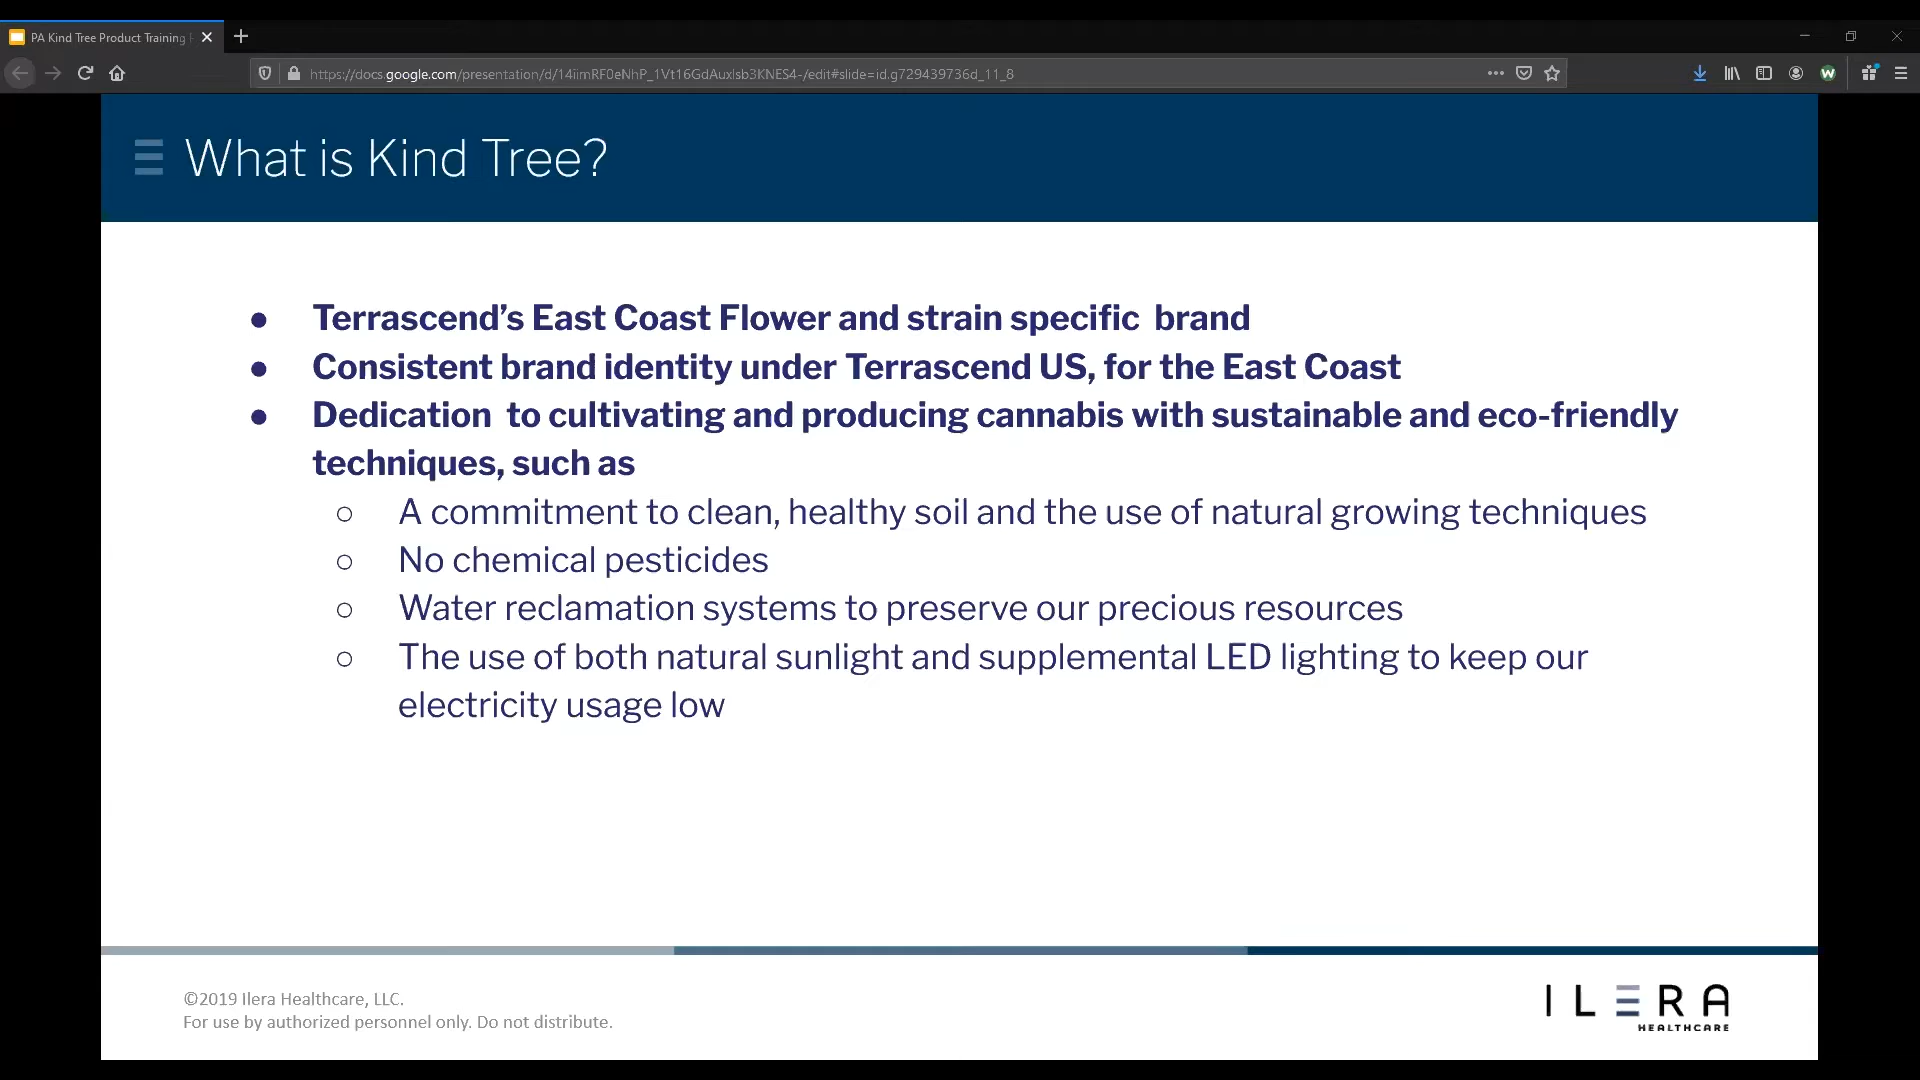 PA Kind Tree Product Training
https://docs.google.com/presentation/d/14iimRF0eNhP_1Vt16GdAuxlsb3KNES4-/edit#slide=id.g729439736d_11_8
What is Kind Tree?
● Terrascend’s East Coast Flower and strain specific brand
● Consistent brand identity under Terrascend US, for the East Coast
● Dedication to cultivating and producing cannabis with sustainable and eco-friendly
techniques, such as
○ A commitment to clean, healthy soil and the use of natural growing techniques
○ No chemical pesticides
○ Water reclamation systems to preserve our precious resources
○ The use of both natural sunlight and supplemental LED lighting to keep our
electricity usage low
©2019 Ilera Healthcare, LLC.
For use by authorized personnel only. Do not distribute.
ILERA
HEALTHCARE